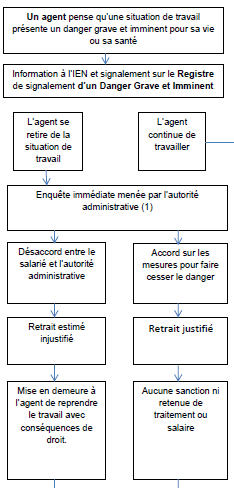 Un agent pense qu'une situation de travail
présente un danger grave et imminent pour sa vie
ou sa santé
Information à l'IEN et signalement sur le Registre
de signalement d'un Danger Grave et Imminent
L'agent se
retire de la
situation de
travail
L'agent
continue de
travailler
Enquête immédiate menée par l'autorité
administrative (1)
Désaccord entre le
salarié et l'autorité
administrative
Accord sur les
mesures pour faire
cesser le danger
Retrait estimé
injustifié
Retrait justifié
Mise en demeure à
l'agent de reprendre
le travail avec
conséquences de
droit.
Aucune sanction ni
retenue de
traitement ou
salaire